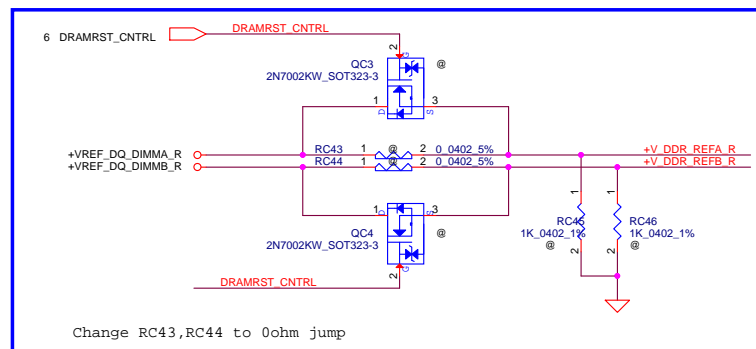 6 DRAMRST_CNTRL DRAMRST_CNTRL
2 G
QC3 @
2N7002KW_SOT323-3
1 D 3 S
+VREF_DQ_DIMMA_R RC43 1 @ 2 0_0402_5% +V_DDR_REFA_R
+VREF_DQ_DIMMB_R RC44 1 @ 2 0_0402_5% +V_DDR_REFB_R
1 1
1 D 3 S
RC45 RC46
QC4 @ 1K_0402_1% 1K_0402_1%
2N7002KW_SOT323-3 @ 2 2 @
2 G
DRAMRST_CNTRL
Change RC43,RC44 to 0ohm jump